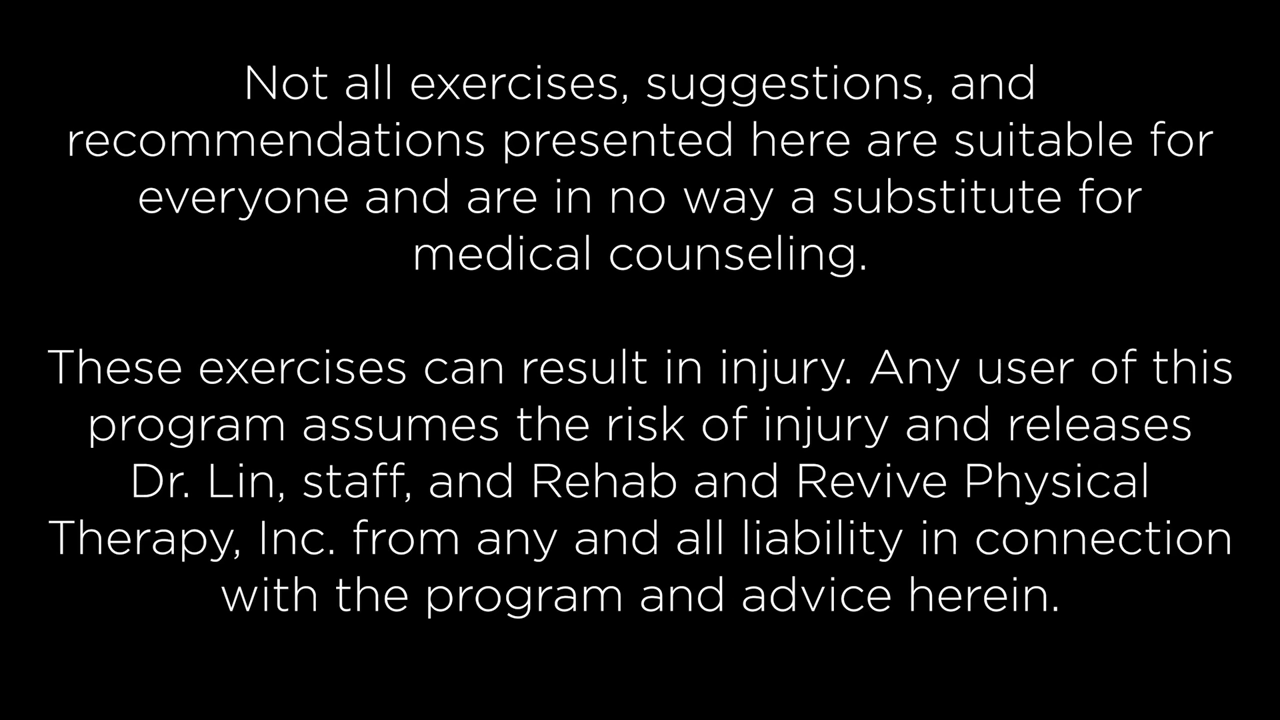 Not all exercises, suggestions, and
recommendations presented here are suitable for
everyone and are in no way a substitute for
medical counseling.
These exercises can result in injury. Any user of this
program assumes the risk of injury and releases
Dr. Lin, staff, and Rehab and Revive Physical
Therapy, Inc. from any and all liability in connection
with the program and advice herein.